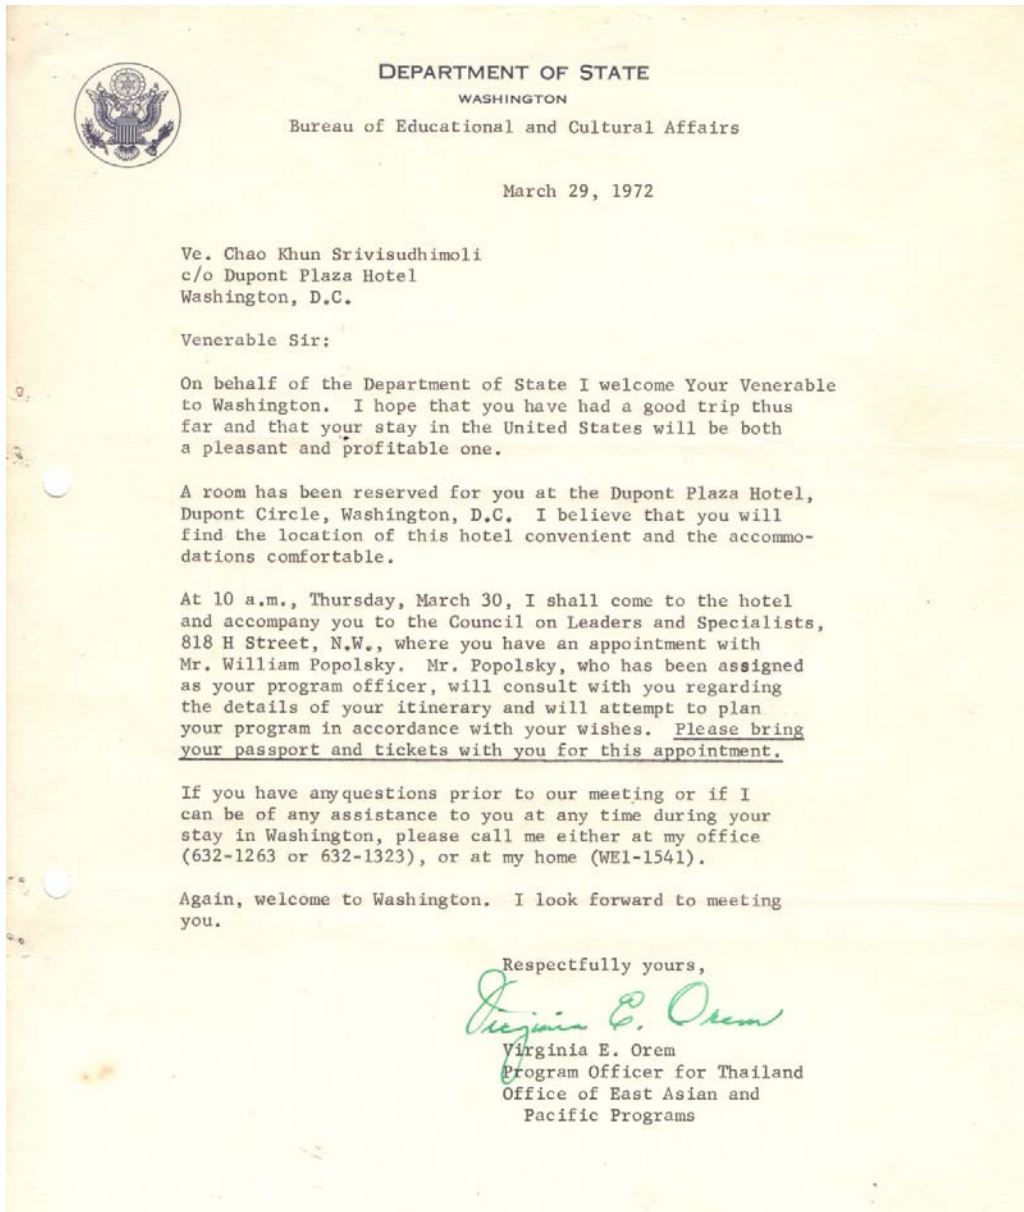 DEPARTMENT OF STATE
WASHINGTON
Bureau of Educational and Cultural Affairs
March 29, 1972
Ve. Chao Khun Srivisudhimoli
c/o Dupont Plaza Hotel
Washington, D.C.
Venerable Sir:
On behalf of the Department of State I welcome Your Venerable
to Washington. I hope that you have had a good trip thus
far and that your stay in the United States will be both
a pleasant and profitable one.
A room has been reserved for you at the Dupont Plaza Hotel,
Dupont Circle, Washington, D.C. I believe that you will
find the location of this hotel convenient and the accommo-
dations comfortable.
At 10 a.m., Thursday, March 30, I shall come to the hotel
and accompany you to the Council on Leaders and Specialists,
818 H Street, N.W., where you have an appointment with
Mr. William Popolsky. Mr. Popolsky, who has been assigned
as your program officer, will consult with you regarding
the details of your itinerary and will attempt to plan
your program in accordance with your wishes. Please bring
your passport and tickets with you for this appointment.
If you have any questions prior to our meeting or if I
can be of any assistance to you at any time during your
stay in Washington, please call me either at my office
(632-1263 or 632-1323), or at my home (WE1-1541).
Again, welcome to Washington. I look forward to meeting
you.
Respectfully yours,
Virginia E. Orem
Virginia E. Orem
Program Officer for Thailand
Office of East Asian and
Pacific Programs